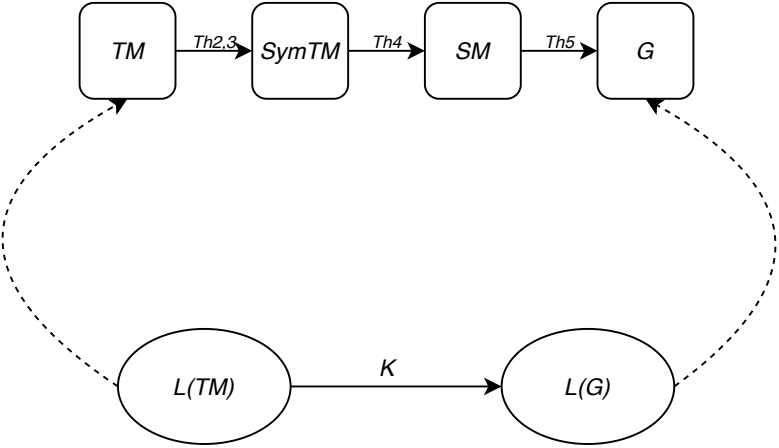 TM
Th2,3
SymTM
Th4
SM
Th5
G
K
L(TM)
L(G)